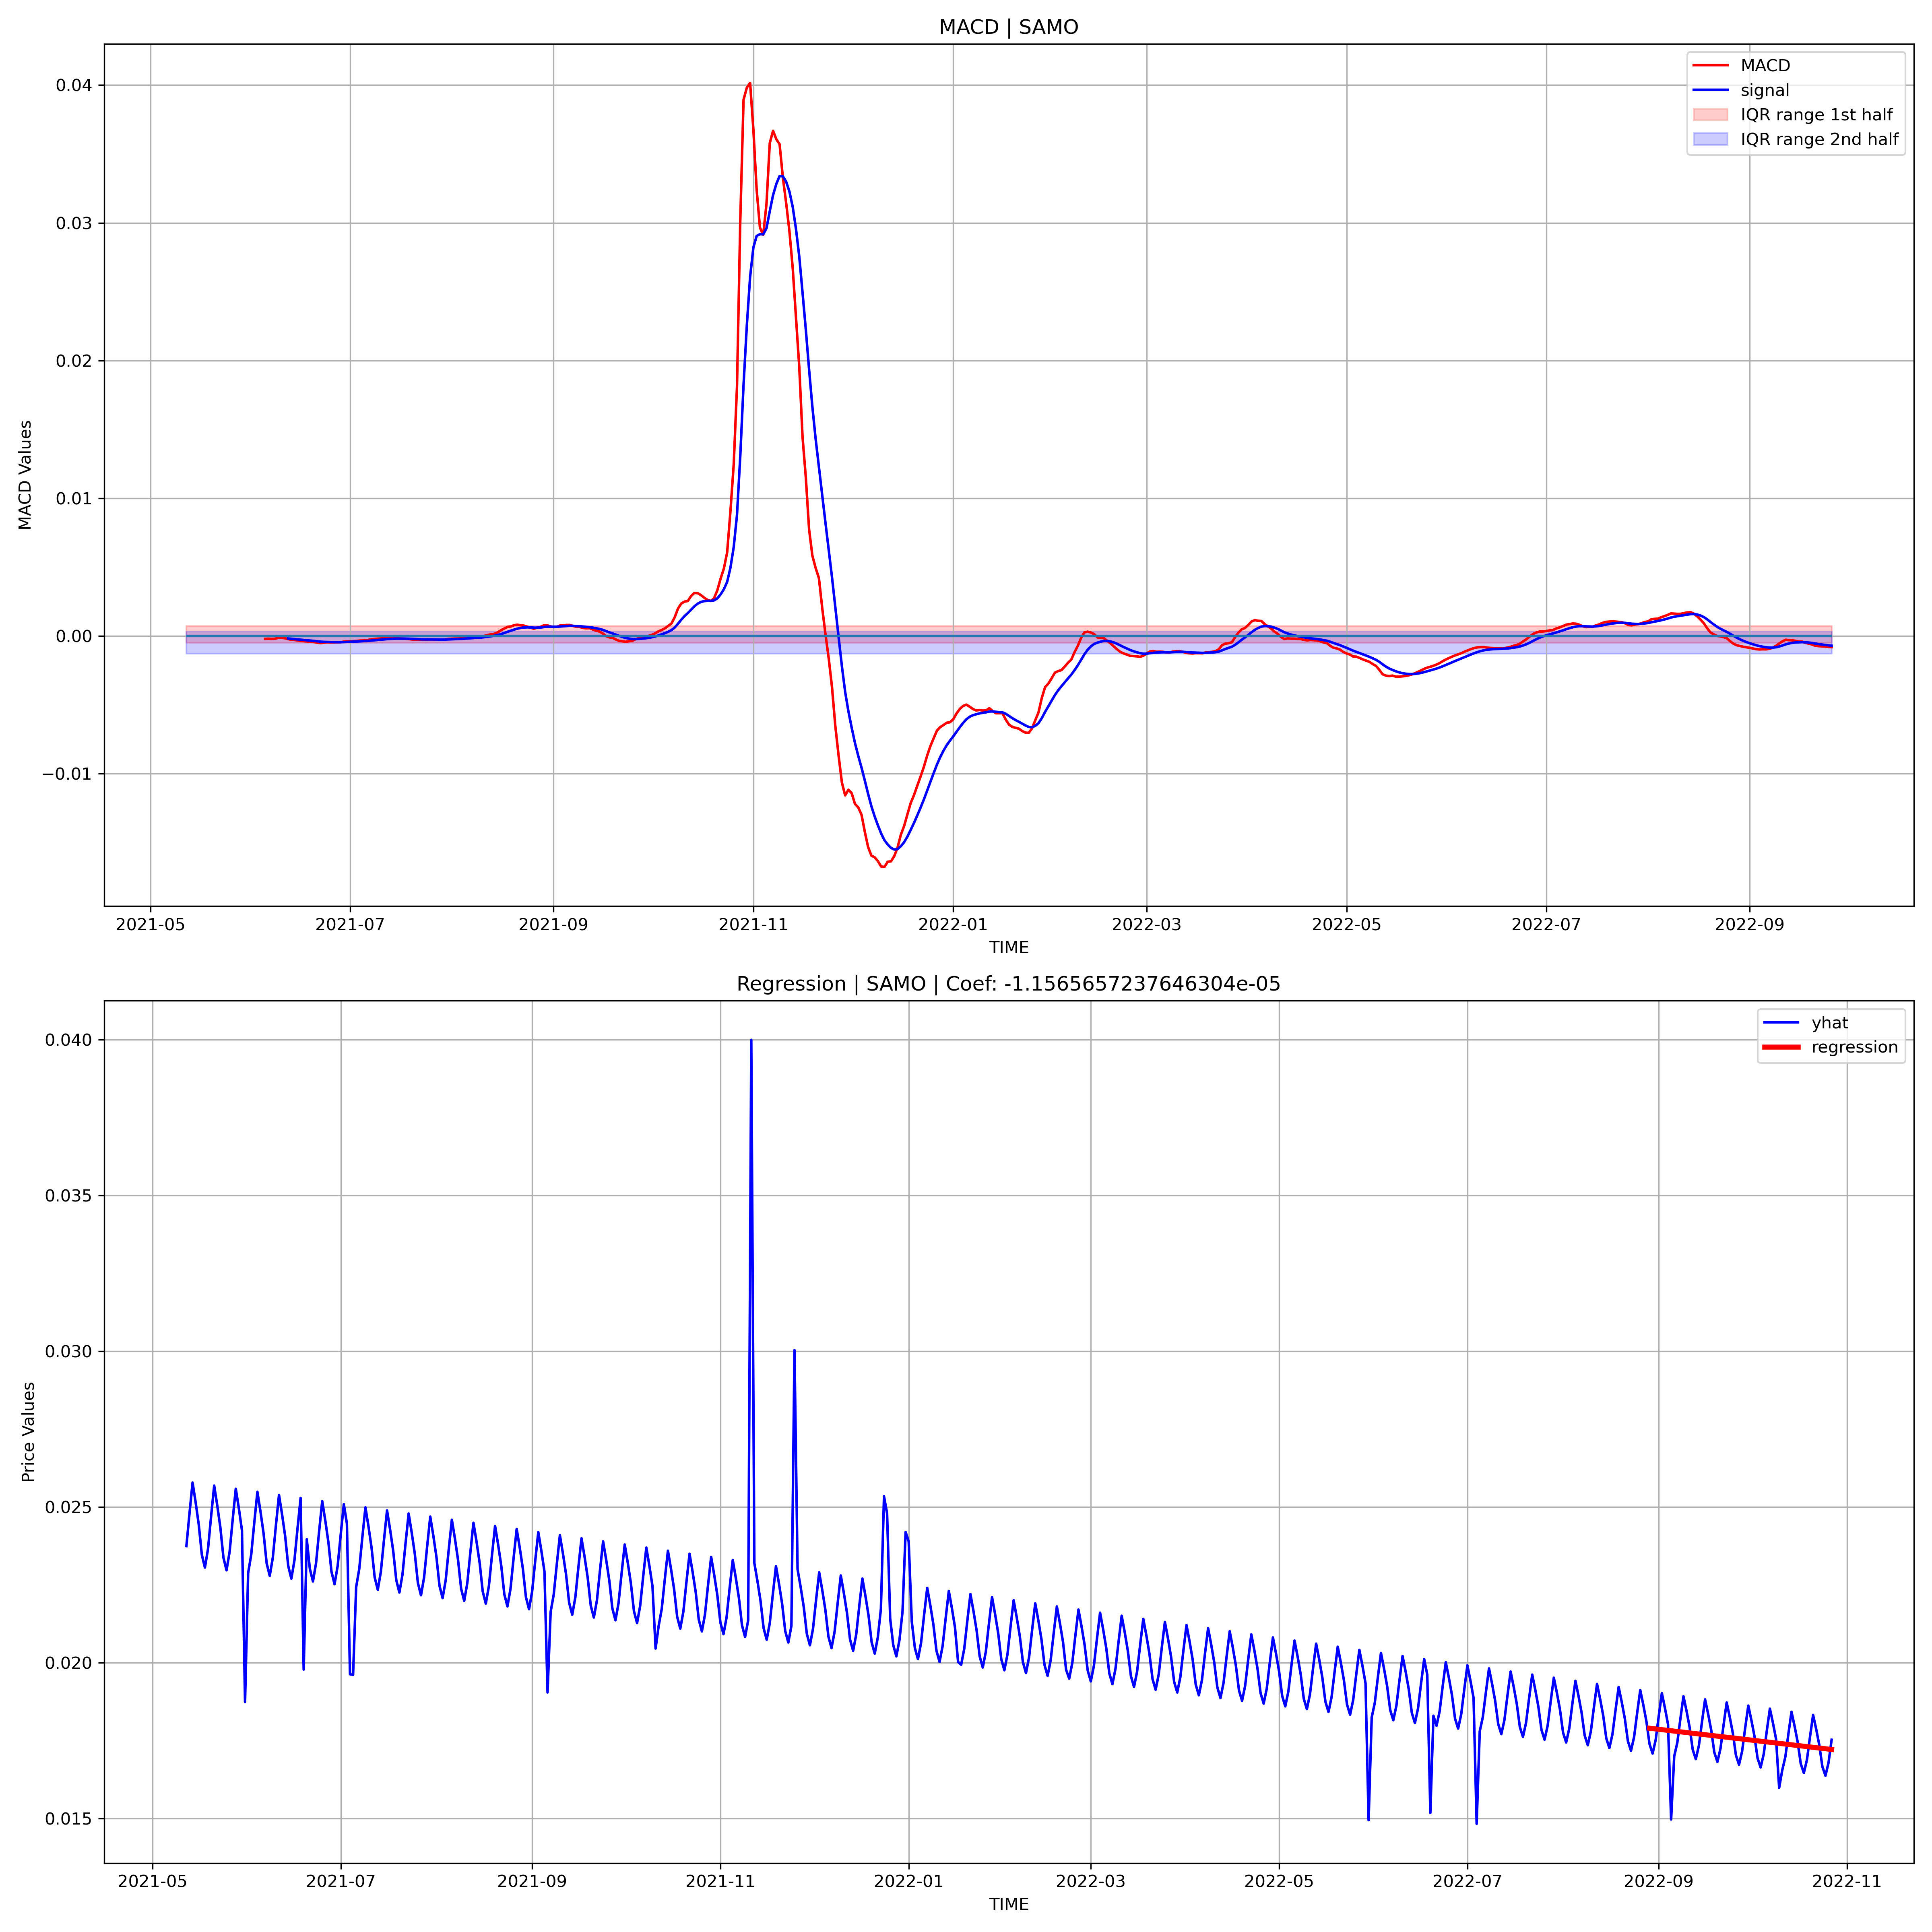 MACD | SAMO
MACD
signal
IQR range 1st half
IQR range 2nd half
0.04
0.03
0.02
0.01
0.00
−0.01
MACD Values
2021-05 2021-07 2021-09 2021-11 2022-01 2022-03 2022-05 2022-07 2022-09
TIME
Regression | SAMO | Coef: -1.1565657237646304e-05
yhat
regression
0.040
0.035
0.030
0.025
0.020
0.015
Price Values
2021-05 2021-07 2021-09 2021-11 2022-01 2022-03 2022-05 2022-07 2022-09 2022-11
TIME